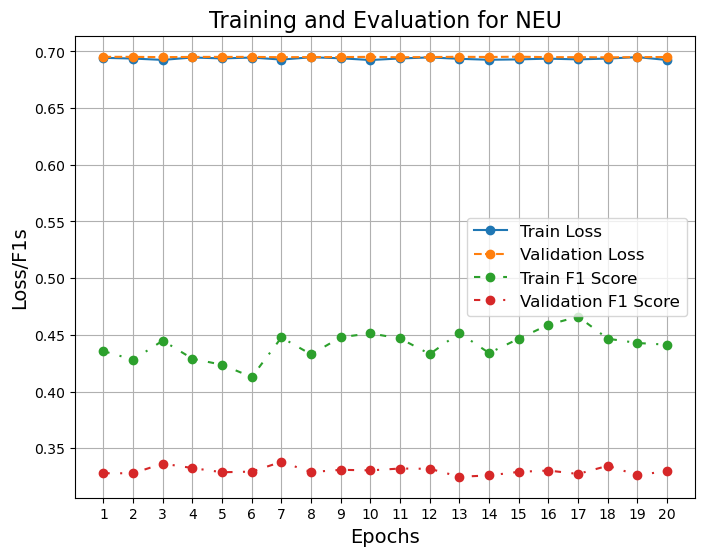 Training and Evaluation for NEU
Loss/F1s
0.70
0.65
0.60
0.55
0.50
0.45
0.40
0.35
Train Loss
Validation Loss
Train F1 Score
Validation F1 Score
1 2 3 4 5 6 7 8 9 10 11 12 13 14 15 16 17 18 19 20
Epochs